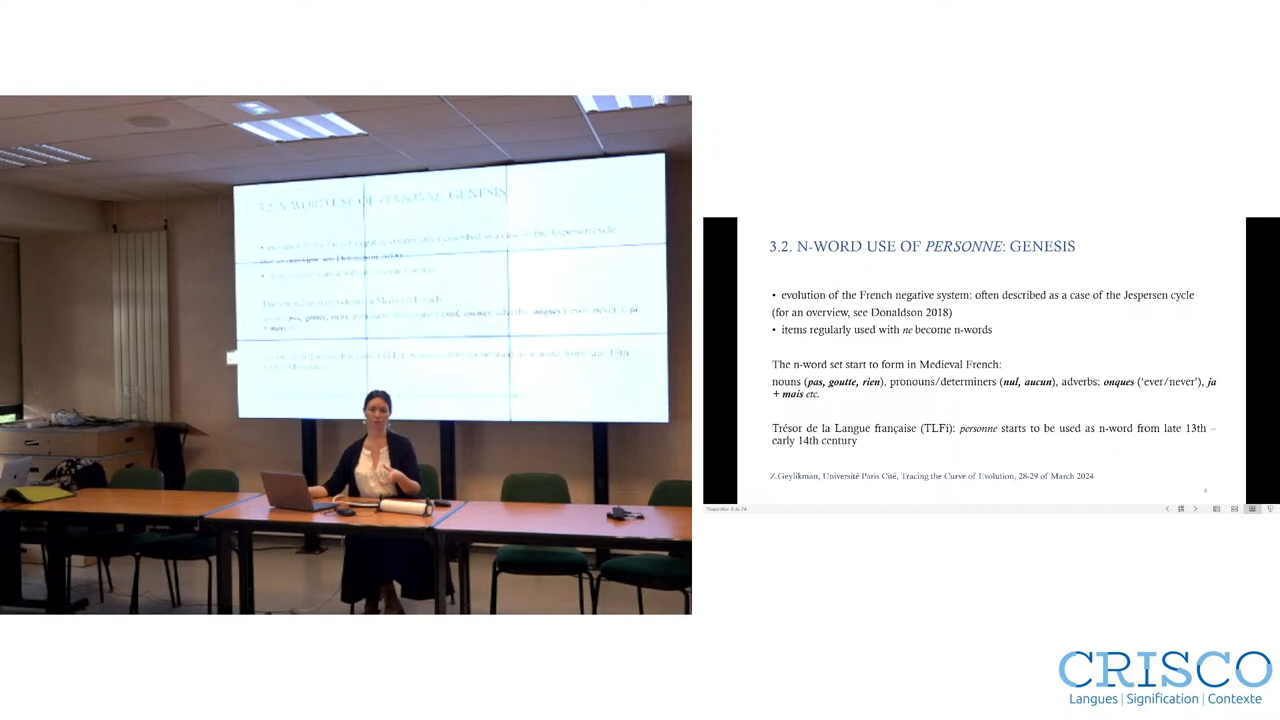 3.2. N-WORD USE OF PERSONNE: GENESIS
• evolution of the French negative system: often described as a case of the Jespersen cycle
(for an overview, see Donaldson 2018)
• items regularly used with ne become n-words
The n-word set start to form in Medieval French:
nouns (pas, goutte, rien), pronouns/determiners (nul, aucun), adverbs: onques (‘ever/never’), ja
+ mais etc.
Trésor de la Langue française (TLFi): personne starts to be used as n-word from late 13th –
early 14th century
Z.Geylikman, Université Paris Cité, Tracing the Curve of Evolution, 28-29 of March 2024
CRISCO
Langues | Signification | Contexte